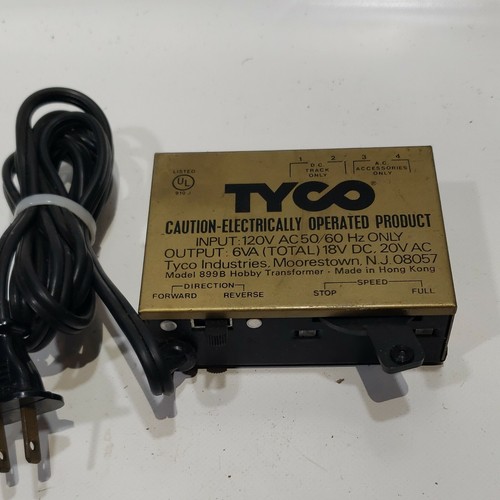 1 2 3 4
D.C. TRACK ONLY
A.C. ACCESSORIES ONLY
LISTED
UL
TYCO
CAUTION-ELECTRICALLY OPERATED PRODUCT
INPUT: 120V AC 50/60 Hz ONLY
OUTPUT: 6VA (TOTAL) 18V DC, 20V AC
Tyco Industries, Moorestown, N.J. 08057
Model 899B Hobby Transformer - Made in Hong Kong
DIRECTION SPEED
FORWARD REVERSE STOP FULL